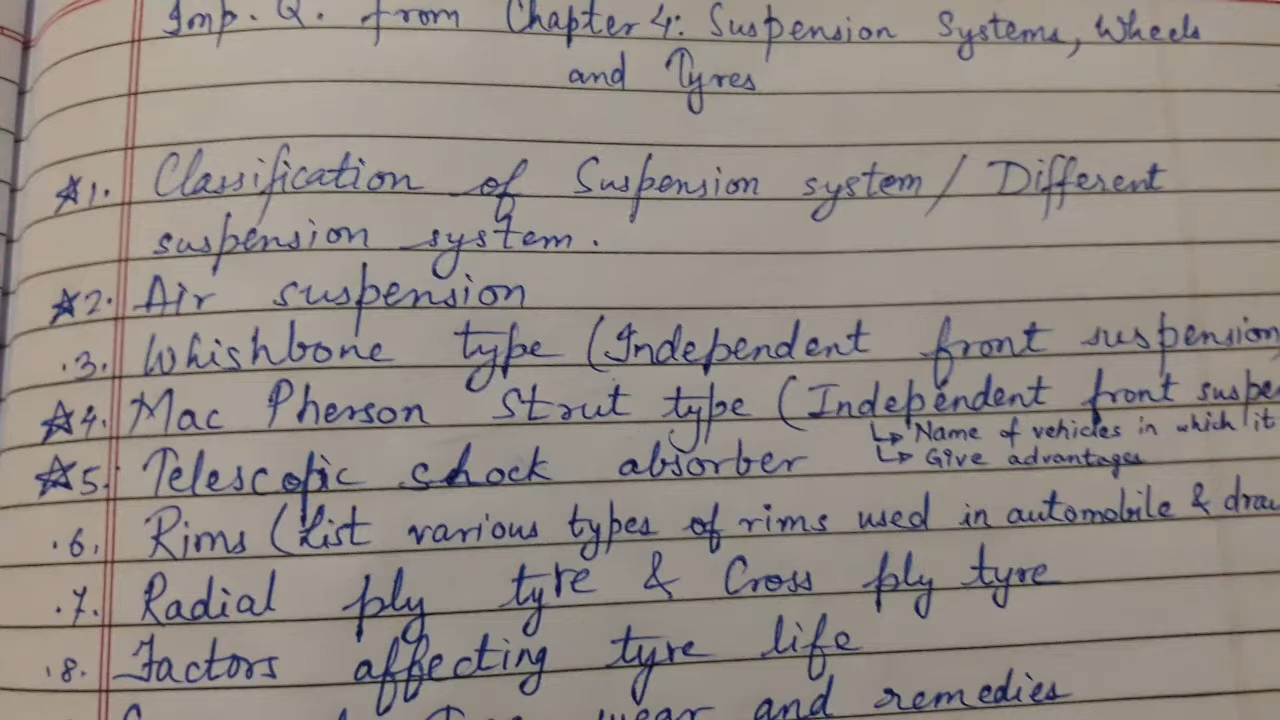 Imp. Q. from Chapter 4: Suspension Systems, Wheels
and Tyres
☆1. Classification of Suspension system / Different
suspension system.
☆2. Air suspension
.3. Whishbone type (Independent front suspension
☆4. Mac Pherson Strut type (Independent front suspe
↳ Name of vehicles in which it
☆5. Telescopic schock absorber ↳ Give advantages
.6. Rims (List various types of rims used in automobile & draw
.7. Radial ply tyre & Cross ply tyre
.8. Factors affecting tyre life
wear and remedies